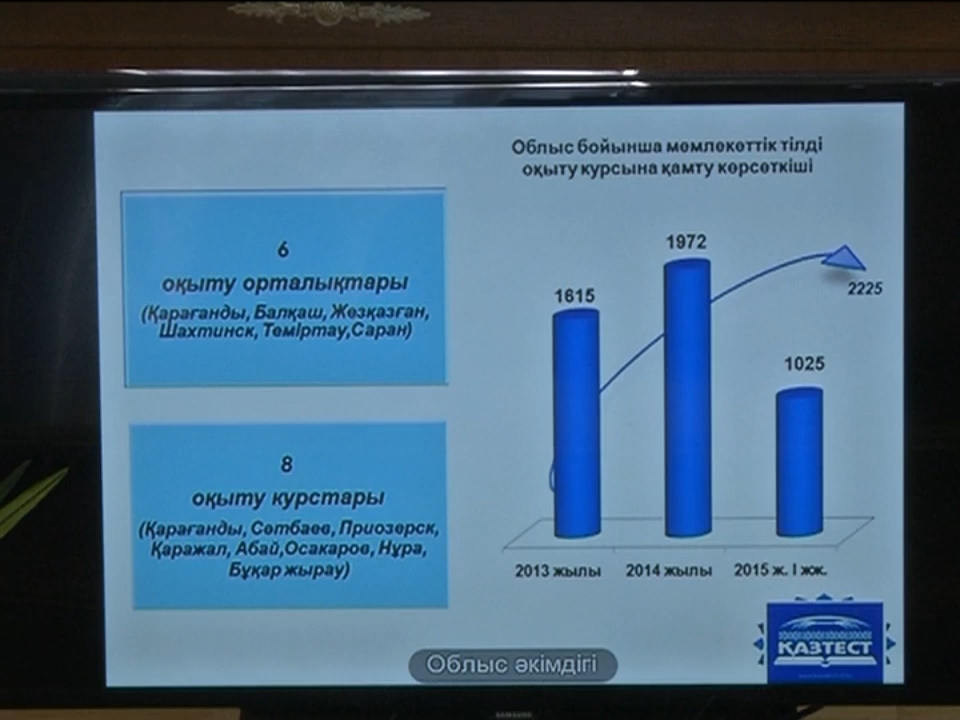 Облыс бойынша мемлекеттік тілді
оқыту курсына қамту көрсеткіші
6
оқыту орталықтары
(Қарағанды, Балқаш, Жезқазған,
Шахтинск, Теміртау,Саран)
8
оқыту курстары
(Қарағанды, Сәтбаев, Приозерск,
Қаражал, Абай,Осакаров, Нұра,
Бұқар жырау)
1615
1972
1025
2225
2013 жылы
2014 жылы
2015 ж. I жж.
ҚАЗТЕСТ
Облыс әкімдігі
SAMSUNG